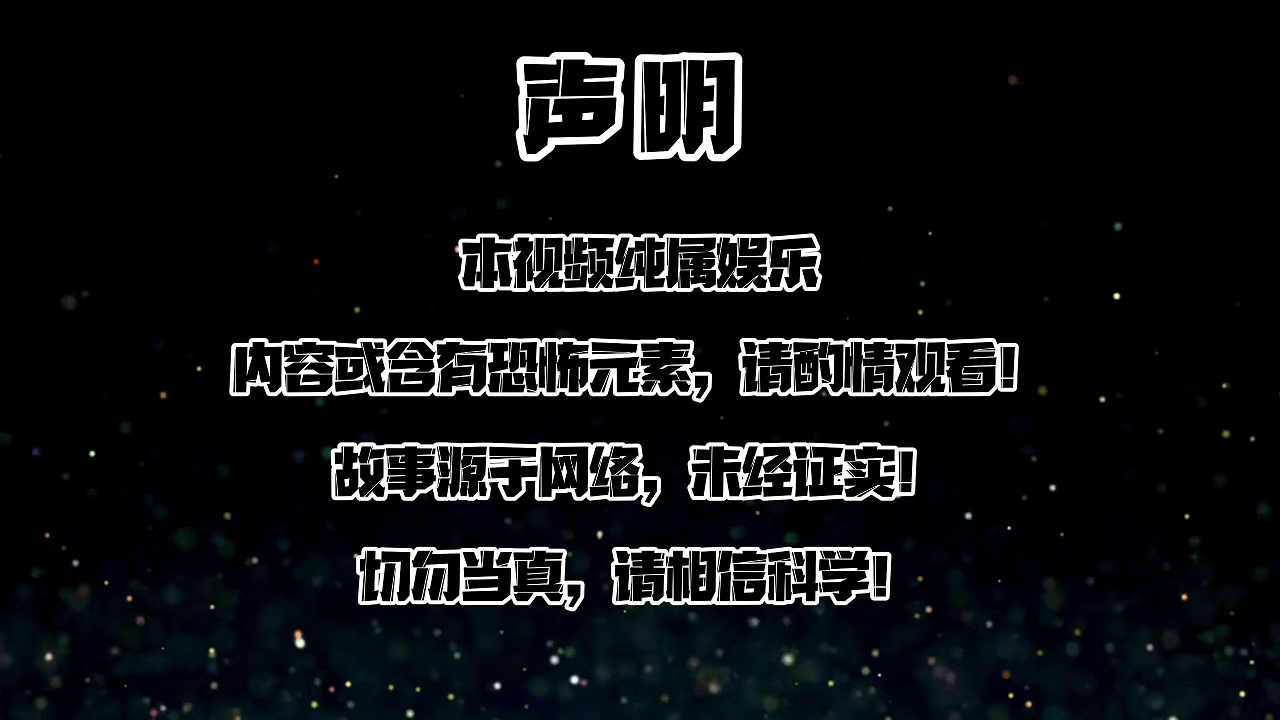 声明
本视频纯属娱乐
内容或含有恐怖元素，请酌情观看！
故事源于网络，未经证实！
切勿当真，请相信科学！